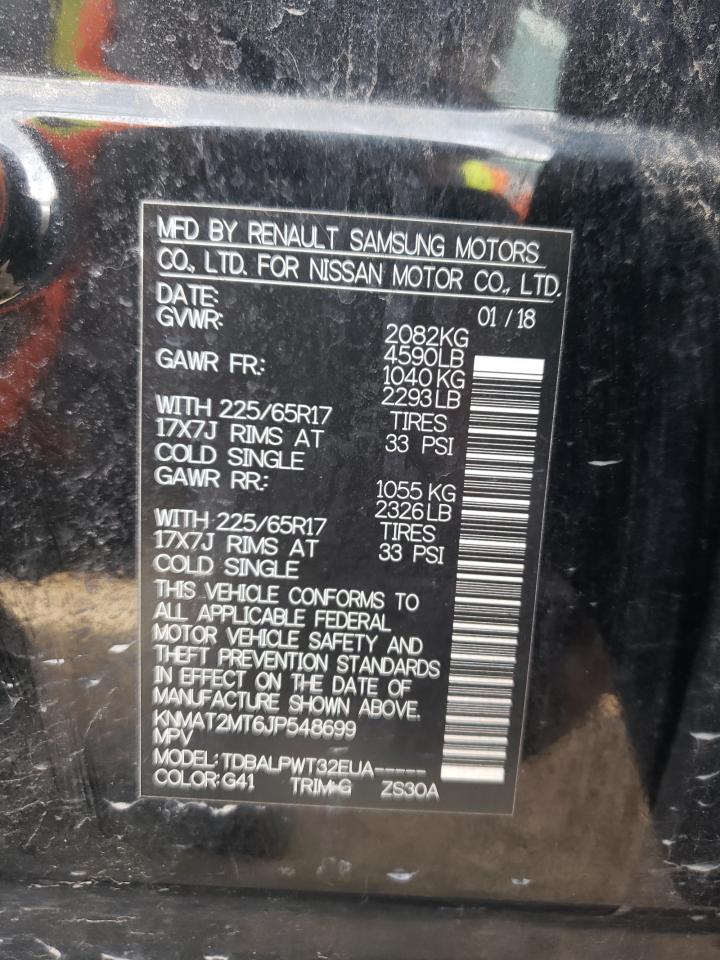 MFD BY RENAULT SAMSUNG MOTORS
CO., LTD. FOR NISSAN MOTOR CO., LTD.
DATE: 01 / 18
GVWR: 2082KG
4590LB
GAWR FR: 1040 KG
2293 LB
WITH 225/65R17 TIRES
17X7J RIMS AT 33 PSI
COLD SINGLE
GAWR RR: 1055 KG
2326 LB
WITH 225/65R17 TIRES
17X7J RIMS AT 33 PSI
COLD SINGLE
THIS VEHICLE CONFORMS TO
ALL APPLICABLE FEDERAL
MOTOR VEHICLE SAFETY AND
THEFT PREVENTION STANDARDS
IN EFFECT ON THE DATE OF
MANUFACTURE SHOWN ABOVE.
KNMAT2MT6JP548699
MPV
MODEL: TDBALPWT32EUA-----
COLOR: G41 TRIM: G ZS30A